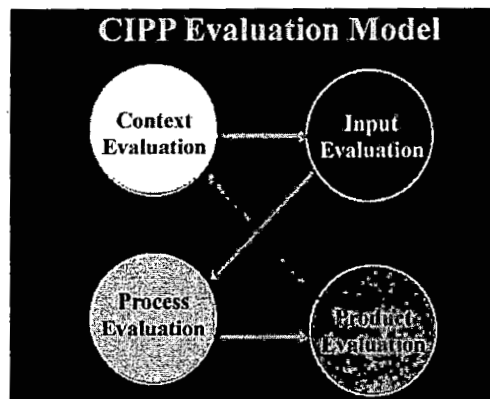 CIPP Evaluation Model
Context
Evaluation
Input
Evaluation
Process
Evaluation
Product
Evaluation